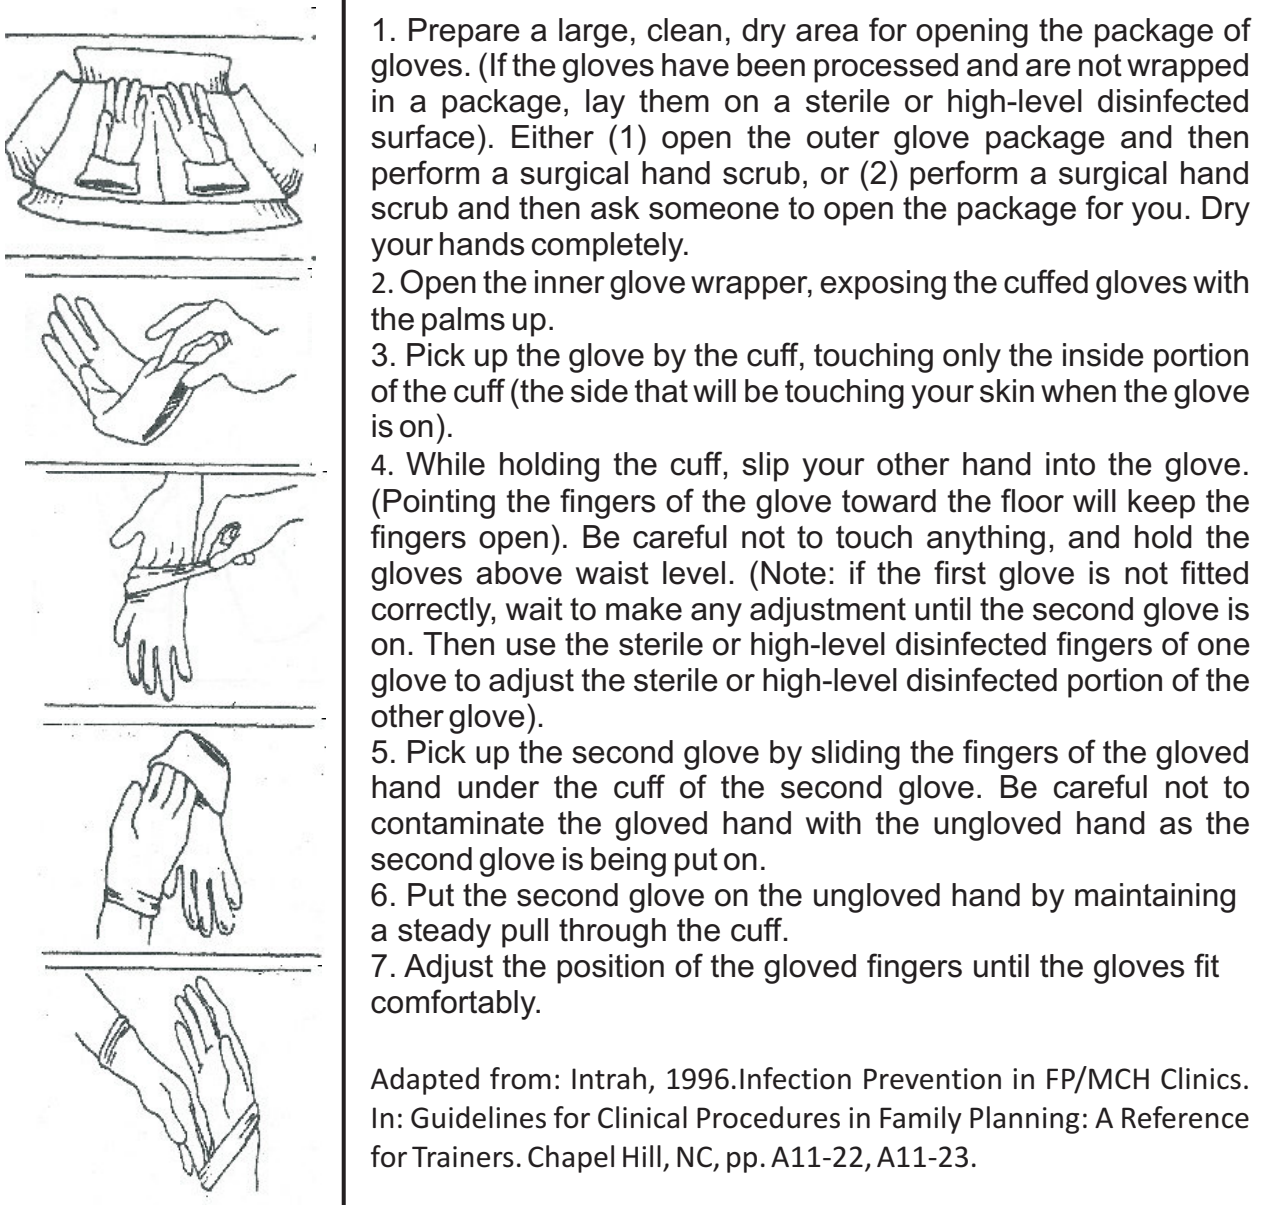 1. Prepare a large, clean, dry area for opening the package of
gloves. (If the gloves have been processed and are not wrapped
in a package, lay them on a sterile or high-level disinfected
surface). Either (1) open the outer glove package and then
perform a surgical hand scrub, or (2) perform a surgical hand
scrub and then ask someone to open the package for you. Dry
your hands completely.
2. Open the inner glove wrapper, exposing the cuffed gloves with
the palms up.
3. Pick up the glove by the cuff, touching only the inside portion
of the cuff (the side that will be touching your skin when the glove
is on).
4. While holding the cuff, slip your other hand into the glove.
(Pointing the fingers of the glove toward the floor will keep the
fingers open). Be careful not to touch anything, and hold the
gloves above waist level. (Note: if the first glove is not fitted
correctly, wait to make any adjustment until the second glove is
on. Then use the sterile or high-level disinfected fingers of one
glove to adjust the sterile or high-level disinfected portion of the
other glove).
5. Pick up the second glove by sliding the fingers of the gloved
hand under the cuff of the second glove. Be careful not to
contaminate the gloved hand with the ungloved hand as the
second glove is being put on.
6. Put the second glove on the ungloved hand by maintaining
a steady pull through the cuff.
7. Adjust the position of the gloved fingers until the gloves fit
comfortably.
Adapted from: Intrah, 1996.Infection Prevention in FP/MCH Clinics.
In: Guidelines for Clinical Procedures in Family Planning: A Reference
for Trainers. Chapel Hill, NC, pp. A11-22, A11-23.